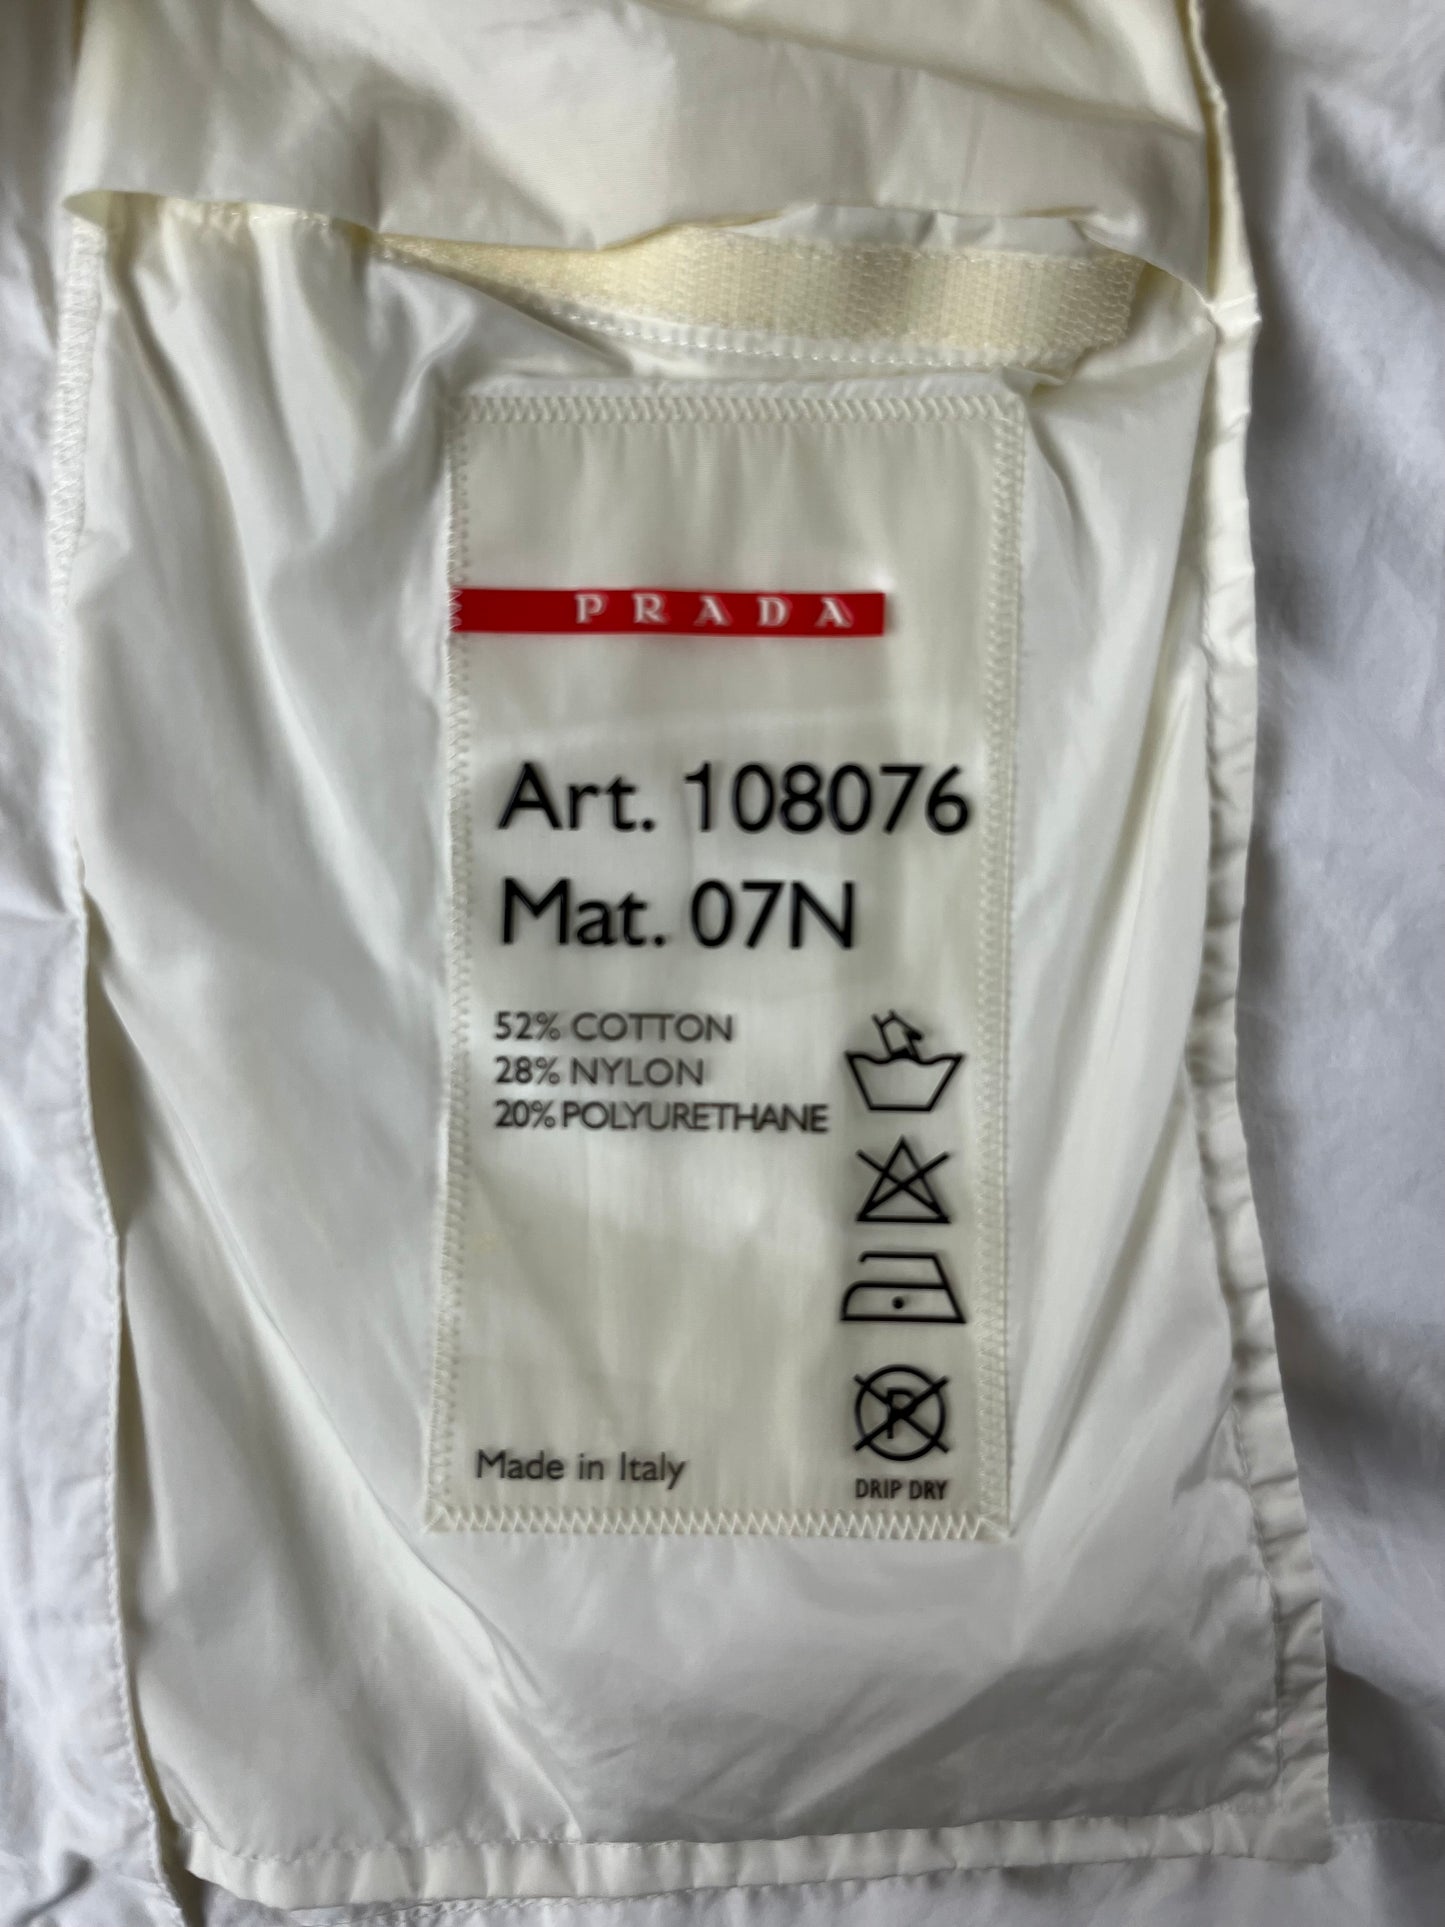 PRADA
Art. 108076
Mat. 07N
52% COTTON
28% NYLON
20% POLYURETHANE
P
Made in Italy
DRIP DRY